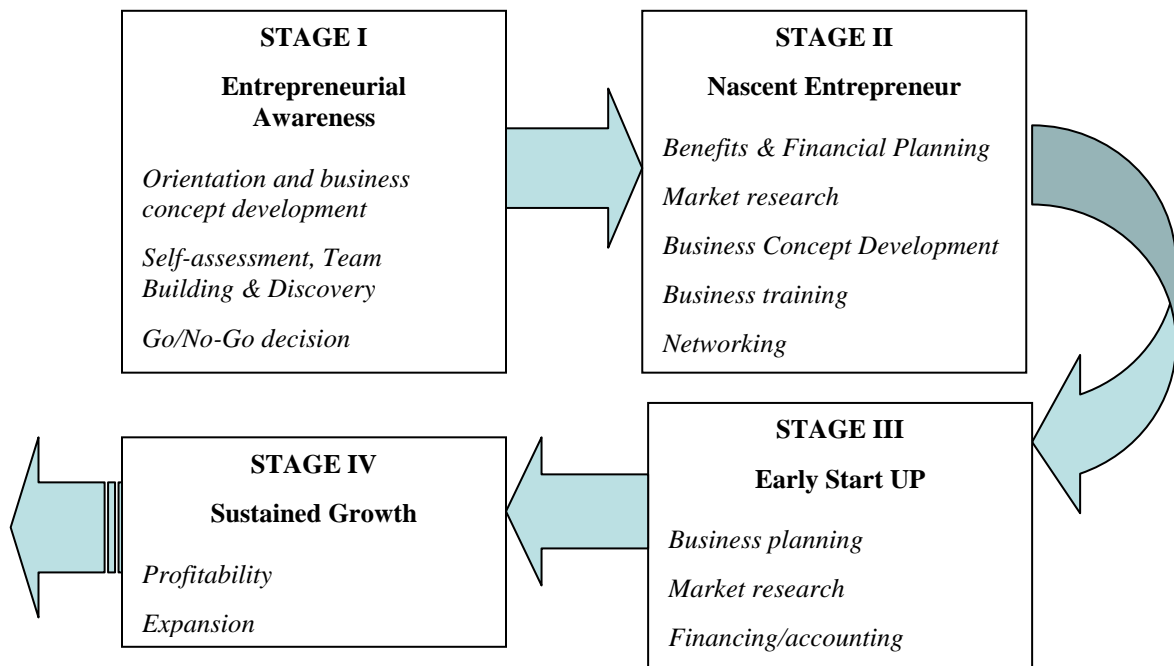 STAGE I
Entrepreneurial
Awareness
Orientation and business
concept development
Self-assessment, Team
Building & Discovery
Go/No-Go decision
STAGE II
Nascent Entrepreneur
Benefits & Financial Planning
Market research
Business Concept Development
Business training
Networking
STAGE III
Early Start UP
Business planning
Market research
Financing/accounting
STAGE IV
Sustained Growth
Profitability
Expansion